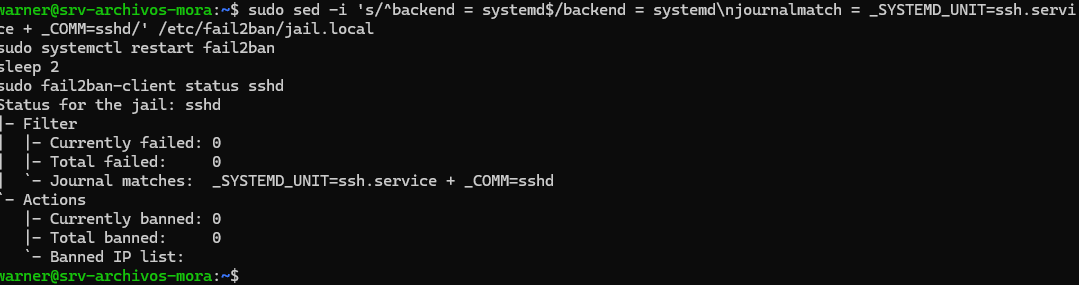 warner@srv-archivos-mora:~$ sudo sed -i 's/^backend = systemd$/backend = systemd\njournalmatch = _SYSTEMD_UNIT=ssh.servi
ce + _COMM=sshd/' /etc/fail2ban/jail.local
sudo systemctl restart fail2ban
sleep 2
sudo fail2ban-client status sshd
Status for the jail: sshd
|- Filter
|  |- Currently failed: 0
|  |- Total failed:     0
|  `- Journal matches:  _SYSTEMD_UNIT=ssh.service + _COMM=sshd
`- Actions
   |- Currently banned: 0
   |- Total banned:     0
   `- Banned IP list:
warner@srv-archivos-mora:~$